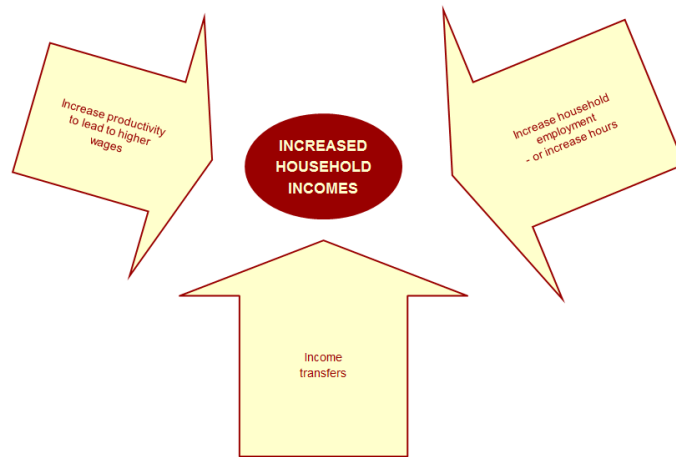 Increase productivity
to lead to higher
wages
INCREASED
HOUSEHOLD
INCOMES
Increase household
employment
- or increase hours
Income
transfers